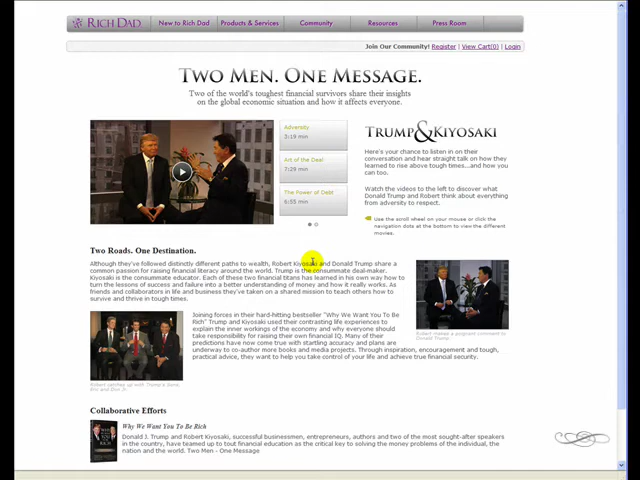 RICH DAD
New to Rich Dad
Products & Services
Community
Resources
Press Room
Join Our Community! Register | View Cart(0) | Login
TWO MEN. ONE MESSAGE.
Two of the world's toughest financial survivors share their insights
on the global economic situation and how it affects everyone.
Adversity
3:19 min
Art of the Deal
7:29 min
The Power of Debt
6:55 min
TRUMP & KIYOSAKI
Here's your chance to listen in on their
conversation and hear straight talk on how they
learned to rise above tough times...and how you
can too.
Watch the videos to the left to discover what
Donald Trump and Robert think about everything
from adversity to respect.
Use the scroll wheel on your mouse or click the
navigation dots at the bottom to view the different
movies.
Two Roads. One Destination.
Although they've followed distinctly different paths to wealth, Robert Kiyosaki and Donald Trump share a
common passion for raising financial literacy around the world. Trump is the consummate deal-maker.
Kiyosaki is the consummate educator. Each of these two financial titans has learned in his own way how to
turn the lessons of success and failure into a better understanding of money and how it really works. As
friends and collaborators in life and business they've taken on a shared mission to teach others how to
survive and thrive in tough times.
Joining forces in their hard-hitting bestseller "Why We Want You To Be
Rich" Trump and Kiyosaki used their contrasting life experiences to
explain the inner workings of the economy and why everyone should
take responsibility for raising their own financial IQ. Many of their
predictions have now come true with startling accuracy and plans are
underway to co-author more books and media projects. Through inspiration, encouragement and tough,
practical advice, they want to help you take control of your life and achieve true financial security.
Robert makes a program comment to
Donald Trump.
Robert catches up with Trump's Sons:
Eric and Don Jr.
Collaborative Efforts
Why We Want You To Be Rich
Donald J. Trump and Robert Kiyosaki, successful businessmen, entrepreneurs, authors and two of the most sought-after speakers
in the country, have teamed up to tout financial education as the critical key to solving the money problems of the individual, the
nation and the world. Two Men - One Message